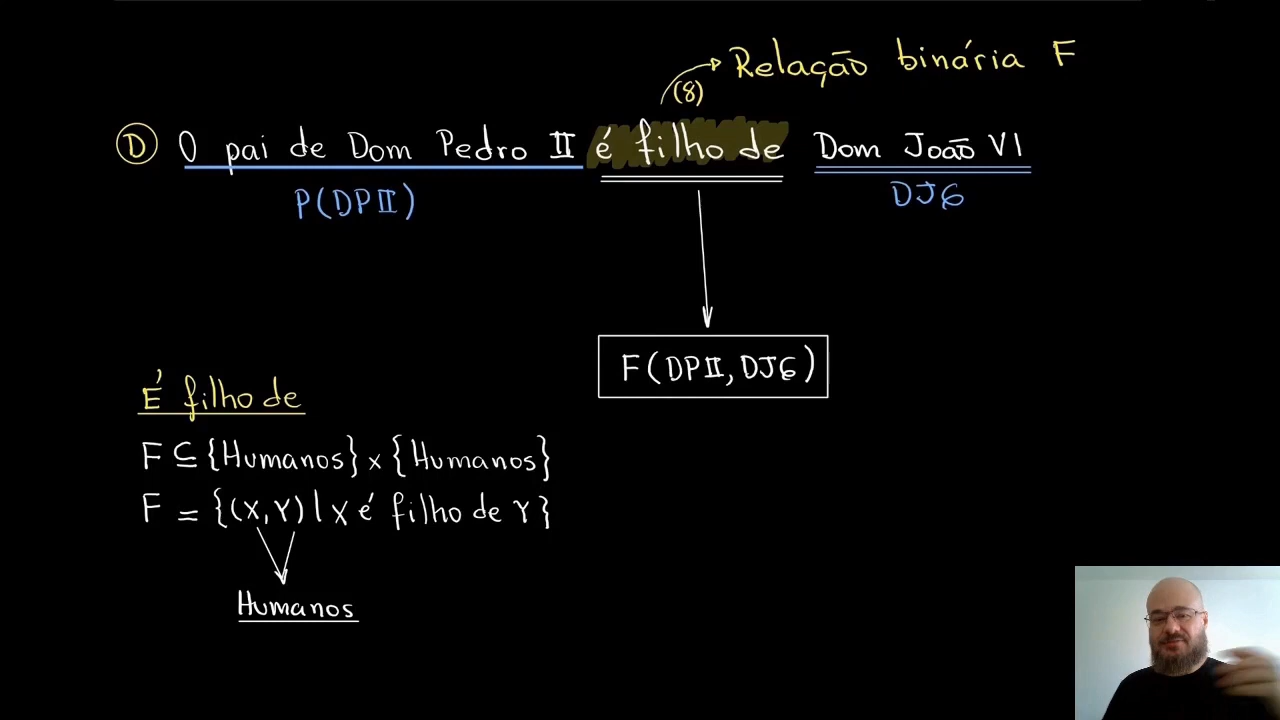 (8) Relação binária F
D O pai de Dom Pedro II é filho de Dom João VI
P(DPII) DJ6
F(DPII, DJ6)
É filho de
F ⊆ {Humanos} × {Humanos}
F = {(X,Y) | X é filho de Y}
Humanos